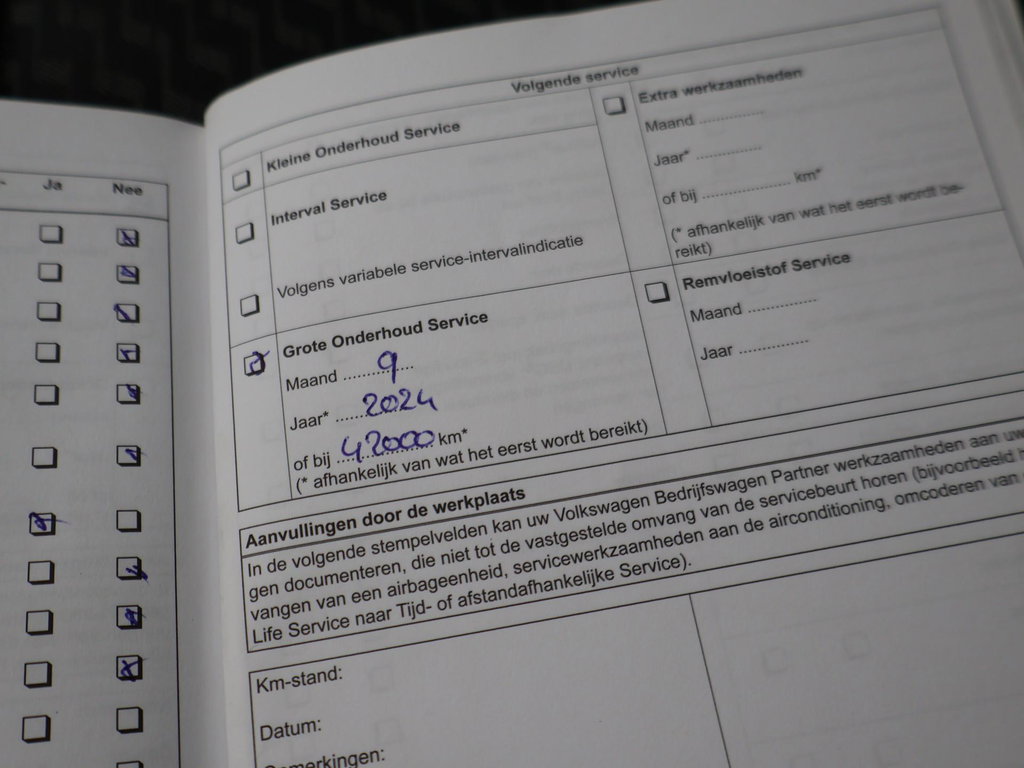 Ja Nee
Volgende service
Kleine Onderhoud Service
Interval Service
Volgens variabele service-intervalindicatie
Grote Onderhoud Service
Maand ........9....
Jaar* ......2024
of bij ...42000 km*
(* afhankelijk van wat het eerst wordt bereikt)
Extra werkzaamheden
Maand ...............
Jaar* ...............
of bij .................... km*
(* afhankelijk van wat het eerst wordt be-
reikt)
Remvloeistof Service
Maand ...............
Jaar ...............
Aanvullingen door de werkplaats
In de volgende stempelvelden kan uw Volkswagen Bedrijfswagen Partner werkzaamheden aan uw
gen documenteren, die niet tot de vastgestelde omvang van de servicebeurt horen (bijvoorbeeld
vangen van een airbageenheid, servicewerkzaamheden aan de airconditioning, omcoderen van
Life Service naar Tijd- of afstandafhankelijke Service).
Km-stand:
Datum:
emerkingen: